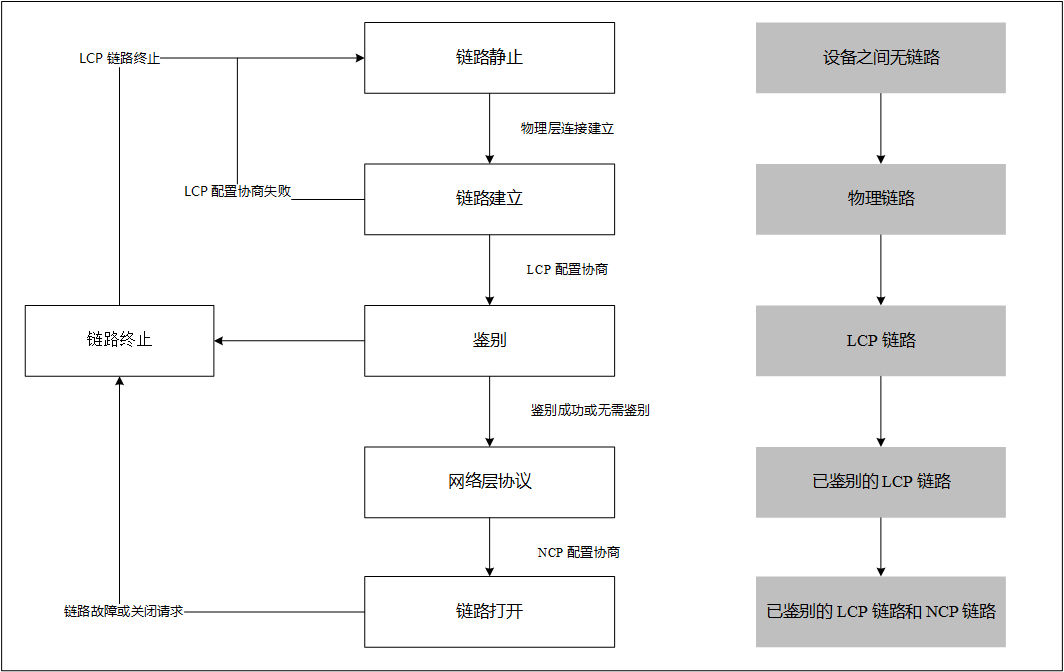 LCP 链路终止
链路静止
设备之间无链路
物理层连接建立
LCP 配置协商失败
链路建立
物理链路
LCP 配置协商
链路终止
鉴别
LCP 链路
鉴别成功或无需鉴别
网络层协议
已鉴别的 LCP 链路
NCP 配置协商
链路故障或关闭请求
链路打开
已鉴别的 LCP 链路和 NCP 链路